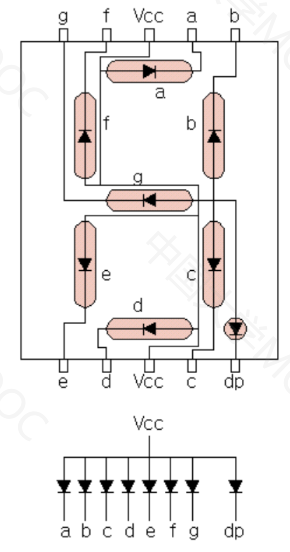 g f Vcc a b
a
f b
g
e c
d
e d Vcc c dp
Vcc
a b c d e f g dp